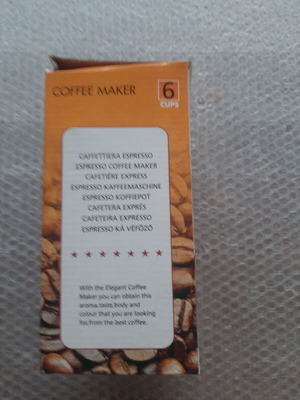 COFFEE MAKER
6
CUPS
CAFFETTIERA ESPRESSO
ESPRESSO COFFEE MAKER
CAFETIÈRE EXPRESS
ESPRESSO KAFFEEMASCHINE
ESPRESSO KOFFIEPOT
CAFETERA EXPRÉS
CAFETEIRA EXPRESSO
ESPRESSO KÁ VÉFÖZÖ
With the Elegant Coffee
Maker you can obtain this
aroma,taste,body and
colour that you are looking
for,from the best coffee.